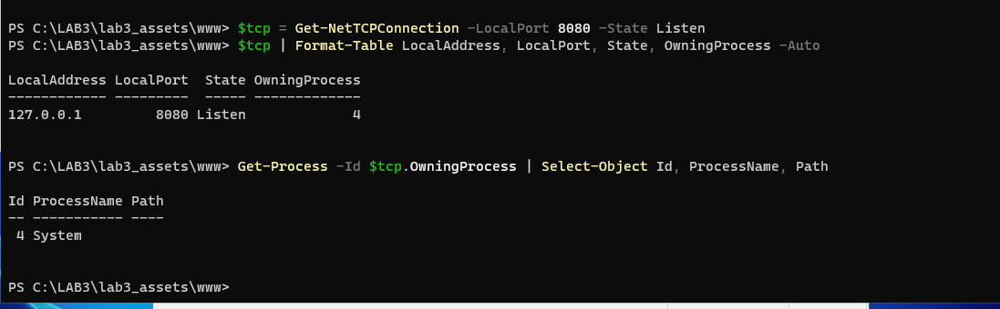 PS C:\LAB3\lab3_assets\www> $tcp = Get-NetTCPConnection -LocalPort 8080 -State Listen
PS C:\LAB3\lab3_assets\www> $tcp | Format-Table LocalAddress, LocalPort, State, OwningProcess -Auto
LocalAddress LocalPort  State OwningProcess
------------ ---------  ----- -------------
127.0.0.1         8080 Listen             4
PS C:\LAB3\lab3_assets\www> Get-Process -Id $tcp.OwningProcess | Select-Object Id, ProcessName, Path
Id ProcessName Path
-- ----------- ----
 4 System
PS C:\LAB3\lab3_assets\www>